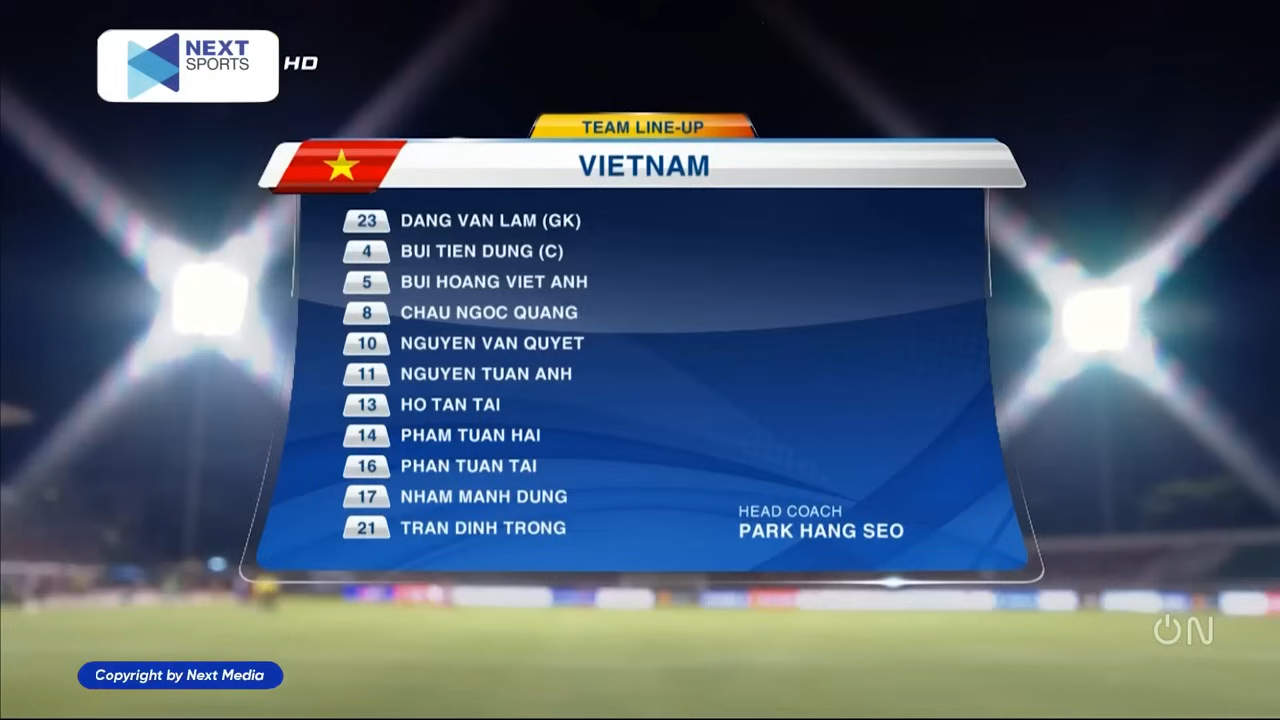 NEXT
SPORTS
HD
TEAM LINE-UP
VIETNAM
23 DANG VAN LAM (GK)
4 BUI TIEN DUNG (C)
5 BUI HOANG VIET ANH
8 CHAU NGOC QUANG
10 NGUYEN VAN QUYET
11 NGUYEN TUAN ANH
13 HO TAN TAI
14 PHAM TUAN HAI
16 PHAN TUAN TAI
17 NHAM MANH DUNG
21 TRAN DINH TRONG
HEAD COACH
PARK HANG SEO
ON
Copyright by Next Media